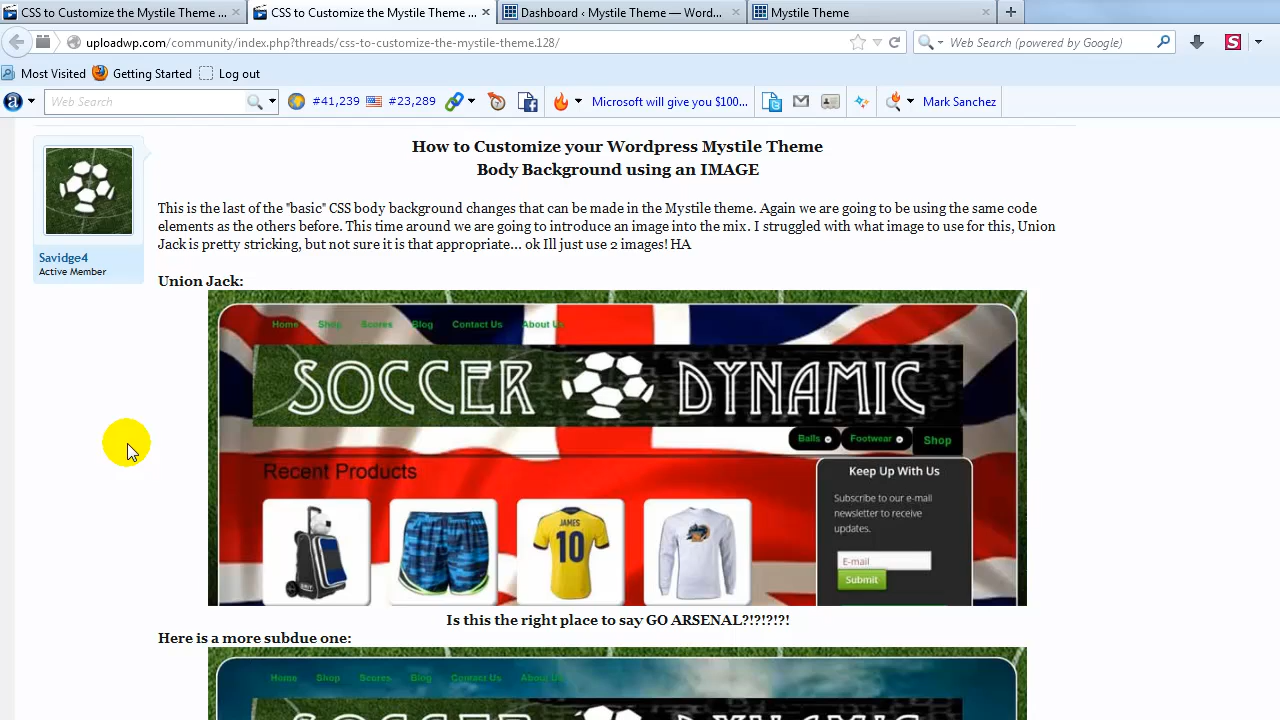 CSS to Customize the Mystile Theme ...
CSS to Customize the Mystile Theme ...
Dashboard ‹ Mystile Theme — Word...
Mystile Theme
uploadwp.com/community/index.php?threads/css-to-customize-the-mystile-theme.128/
Web Search (powered by Google)
Most Visited
Getting Started
Log out
Web Search
#41,239
#23,289
Microsoft will give you $100...
Mark Sanchez
How to Customize your Wordpress Mystile Theme
Body Background using an IMAGE
Savidge4
Active Member
This is the last of the "basic" CSS body background changes that can be made in the Mystile theme. Again we are going to be using the same code
elements as the others before. This time around we are going to introduce an image into the mix. I struggled with what image to use for this, Union
Jack is pretty stricking, but not sure it is that appropriate... ok Ill just use 2 images! HA
Union Jack:
Home Shop Scores Blog Contact Us About Us
SOCCER DYNAMIC
Balls Footwear Shop
Recent Products
JAMES
10
Keep Up With Us
Subscribe to our e-mail
newsletter to receive
updates.
E-mail
Submit
Is this the right place to say GO ARSENAL?!?!?!?!
Here is a more subdue one:
Home Shop Scores Blog Contact Us About Us
SOCCER DYNAMIC